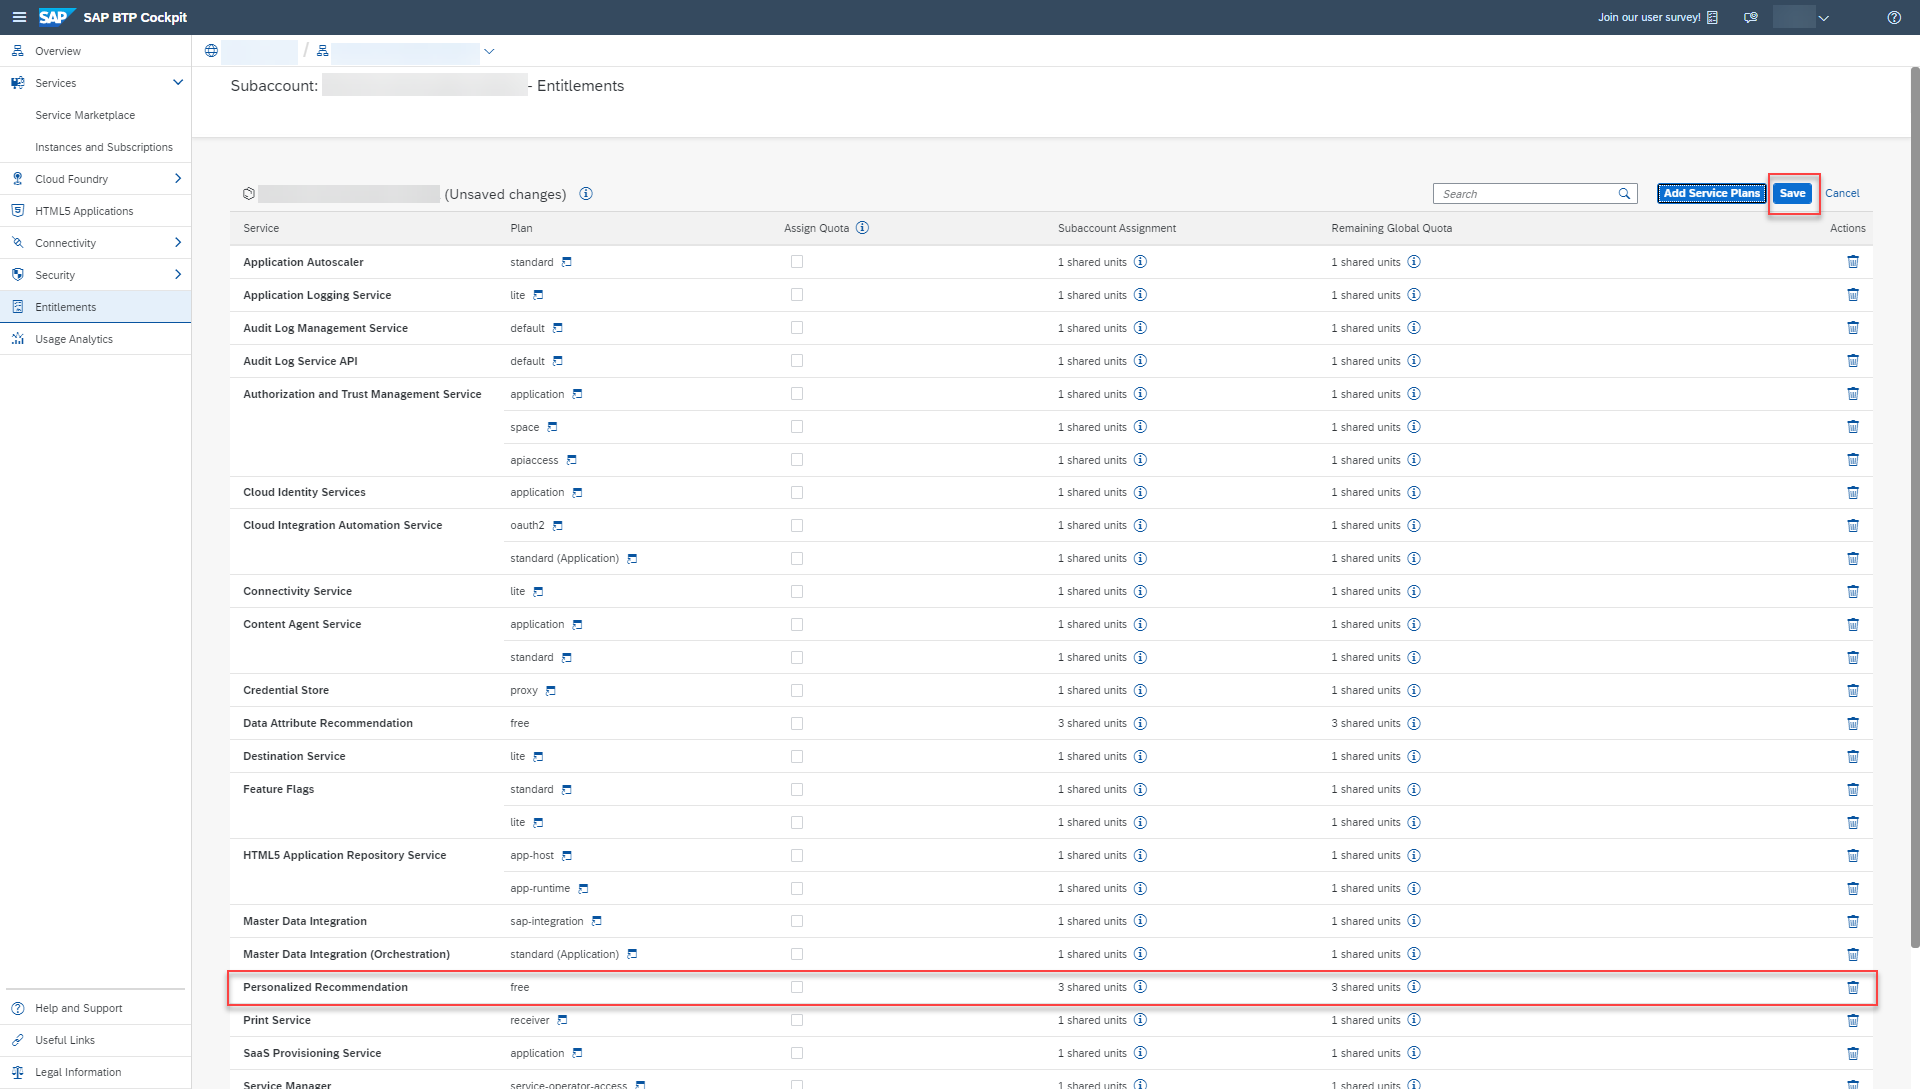 SAP SAP BTP Cockpit
Join our user survey!
Overview
Services
Service Marketplace
Instances and Subscriptions
Cloud Foundry
HTML5 Applications
Connectivity
Security
Entitlements
Usage Analytics
Help and Support
Useful Links
Legal Information
/
Subaccount: - Entitlements
(Unsaved changes)
Search
Add Service Plans Save Cancel
Service Plan Assign Quota Subaccount Assignment Remaining Global Quota Actions
Application Autoscaler standard 1 shared units 1 shared units
Application Logging Service lite 1 shared units 1 shared units
Audit Log Management Service default 1 shared units 1 shared units
Audit Log Service API default 1 shared units 1 shared units
Authorization and Trust Management Service application 1 shared units 1 shared units
space 1 shared units 1 shared units
apiaccess 1 shared units 1 shared units
Cloud Identity Services application 1 shared units 1 shared units
Cloud Integration Automation Service oauth2 1 shared units 1 shared units
standard (Application) 1 shared units 1 shared units
Connectivity Service lite 1 shared units 1 shared units
Content Agent Service application 1 shared units 1 shared units
standard 1 shared units 1 shared units
Credential Store proxy 1 shared units 1 shared units
Data Attribute Recommendation free 3 shared units 3 shared units
Destination Service lite 1 shared units 1 shared units
Feature Flags standard 1 shared units 1 shared units
lite 1 shared units 1 shared units
HTML5 Application Repository Service app-host 1 shared units 1 shared units
app-runtime 1 shared units 1 shared units
Master Data Integration sap-integration 1 shared units 1 shared units
Master Data Integration (Orchestration) standard (Application) 1 shared units 1 shared units
Personalized Recommendation free 3 shared units 3 shared units
Print Service receiver 1 shared units 1 shared units
SaaS Provisioning Service application 1 shared units 1 shared units
Service Manager service-operator-access 1 shared units 1 shared units